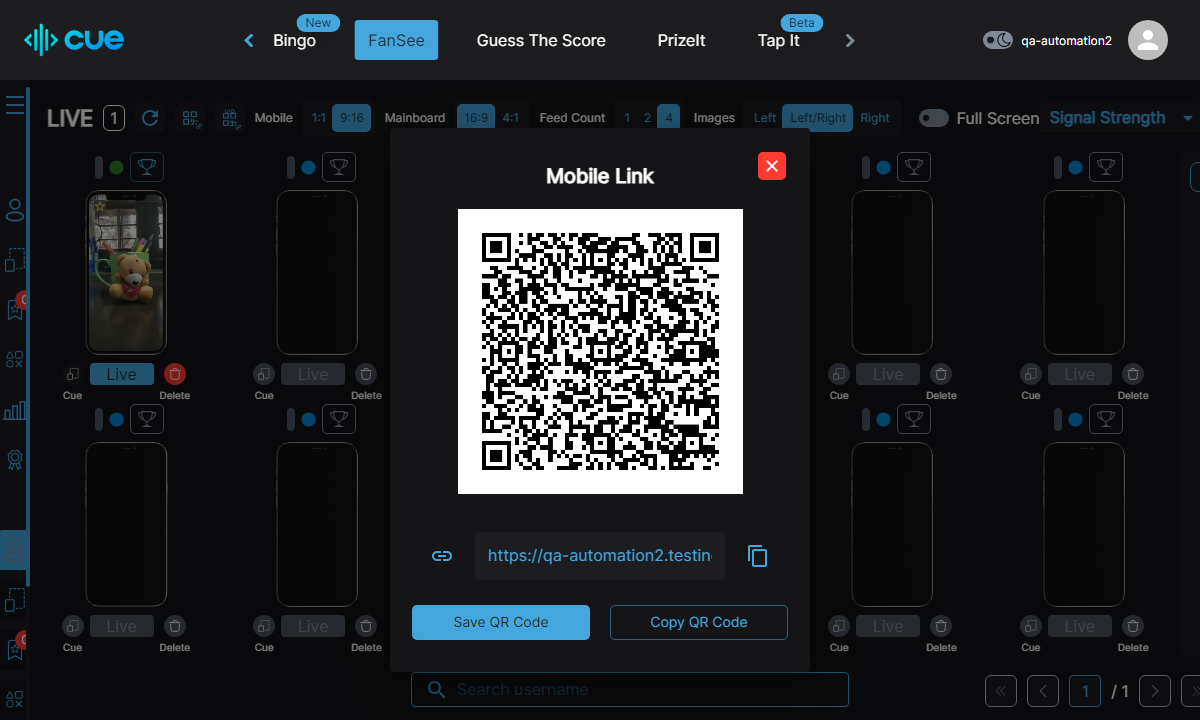 cue
New
Beta
Bingo
FanSee
Guess The Score
PrizeIt
Tap It
qa-automation2
LIVE 1
Mobile 1:1 9:16 Mainboard 16:9 4:1 Feed Count 1 2 4 Images Left Left/Right Right Full Screen Signal Strength
Mobile Link
Live Live Live Live
Cue Delete Cue Delete Cue Delete Cue Delete
https://qa-automation2.testin
Save QR Code Copy QR Code
Live Live Live Live
Cue Delete Cue Delete Cue Delete Cue Delete
Search username
1 / 1